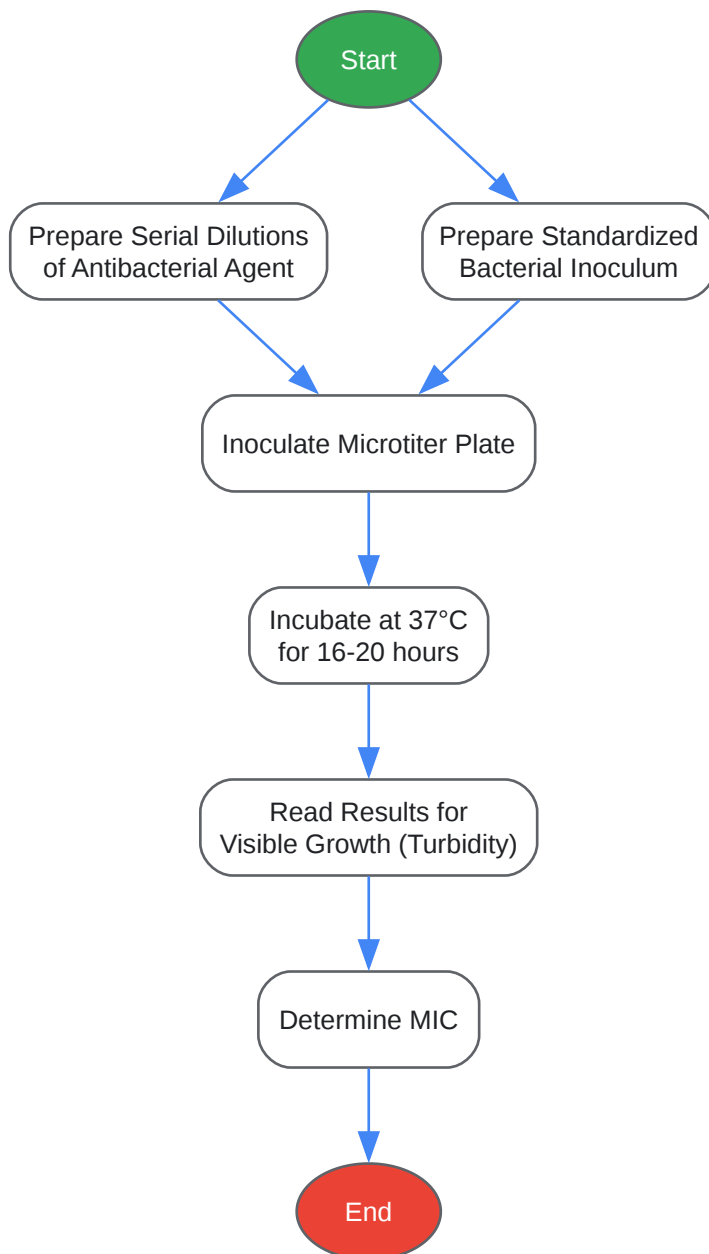 Start
Prepare Serial Dilutions
of Antibacterial Agent
Prepare Standardized
Bacterial Inoculum
Inoculate Microtiter Plate
Incubate at 37°C
for 16-20 hours
Read Results for
Visible Growth (Turbidity)
Determine MIC
End